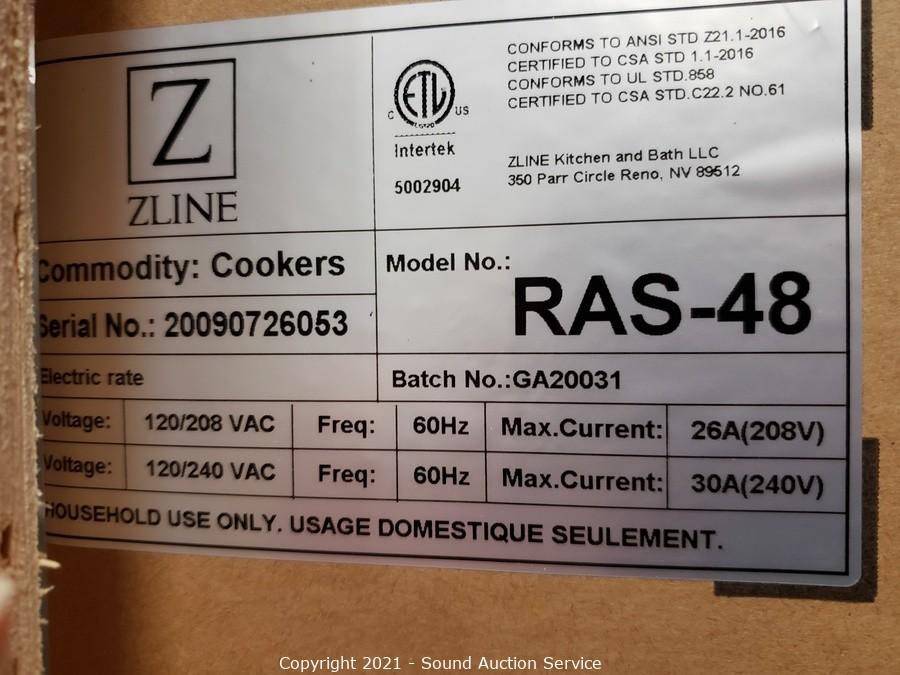 Z
ZLINE
C ETL US
Intertek
5002904
CONFORMS TO ANSI STD Z21.1-2016
CERTIFIED TO CSA STD 1.1-2016
CONFORMS TO UL STD.858
CERTIFIED TO CSA STD.C22.2 NO.61
ZLINE Kitchen and Bath LLC
350 Parr Circle Reno, NV 89512
Commodity: Cookers
Serial No.: 20090726053
Model No.:
RAS-48
Electric rate
Batch No.:GA20031
Voltage: 120/208 VAC Freq: 60Hz Max.Current: 26A(208V)
Voltage: 120/240 VAC Freq: 60Hz Max.Current: 30A(240V)
HOUSEHOLD USE ONLY. USAGE DOMESTIQUE SEULEMENT.
Copyright 2021 - Sound Auction Service